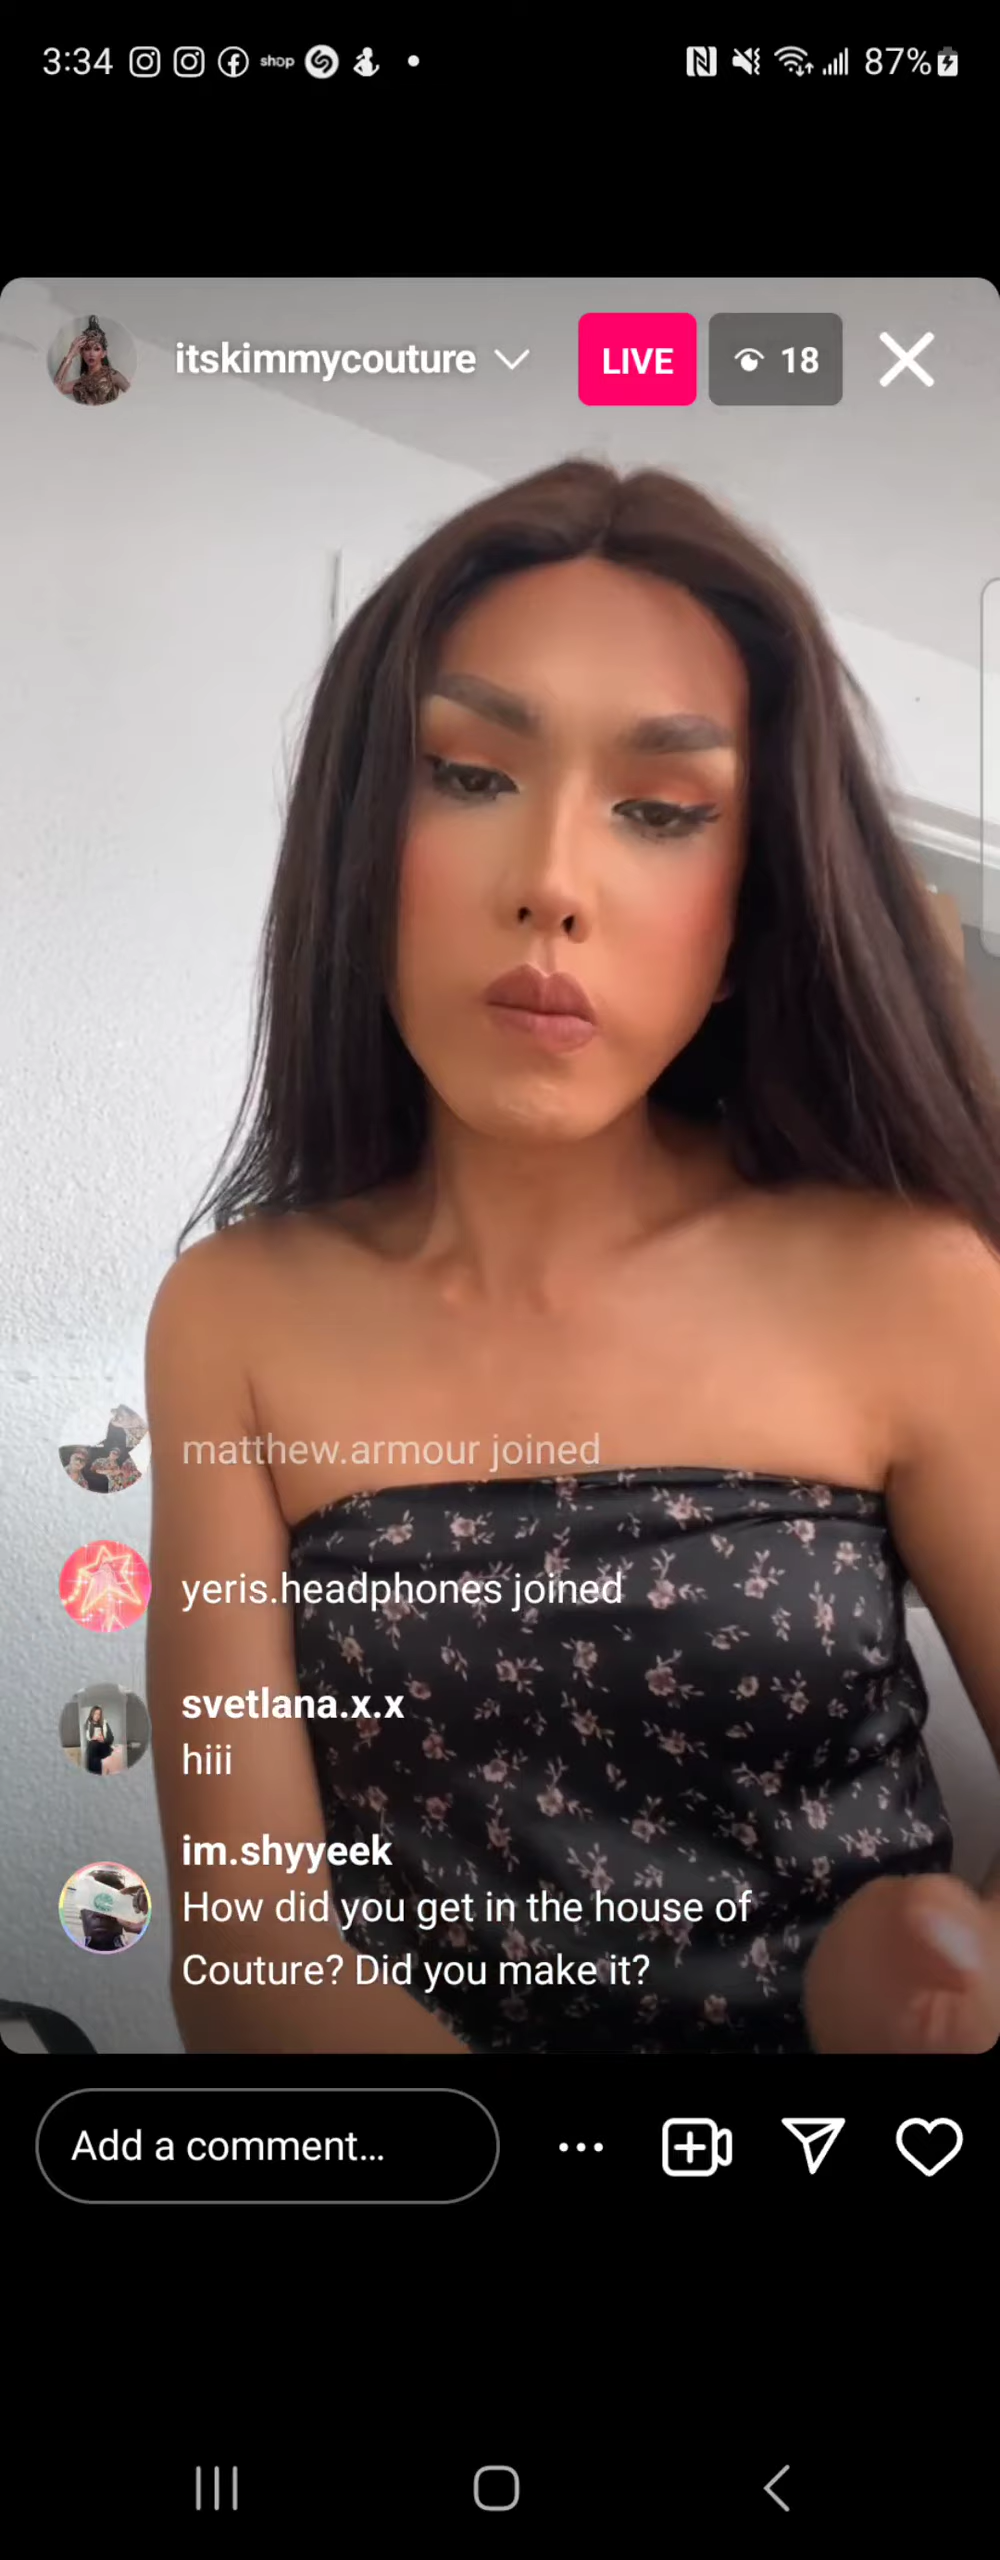 3:34
shop
87%
itskimmycouture
LIVE
18
matthew.armour joined
yeris.headphones joined
svetlana.x.x
hiii
im.shyyeek
How did you get in the house of
Couture? Did you make it?
Add a comment...